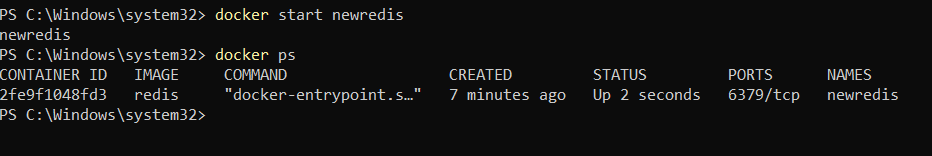 PS C:\Windows\system32> docker start newredis
newredis
PS C:\Windows\system32> docker ps
CONTAINER ID   IMAGE     COMMAND                  CREATED         STATUS         PORTS      NAMES
2fe9f1048fd3   redis     "docker-entrypoint.s…"   7 minutes ago   Up 2 seconds   6379/tcp   newredis
PS C:\Windows\system32>